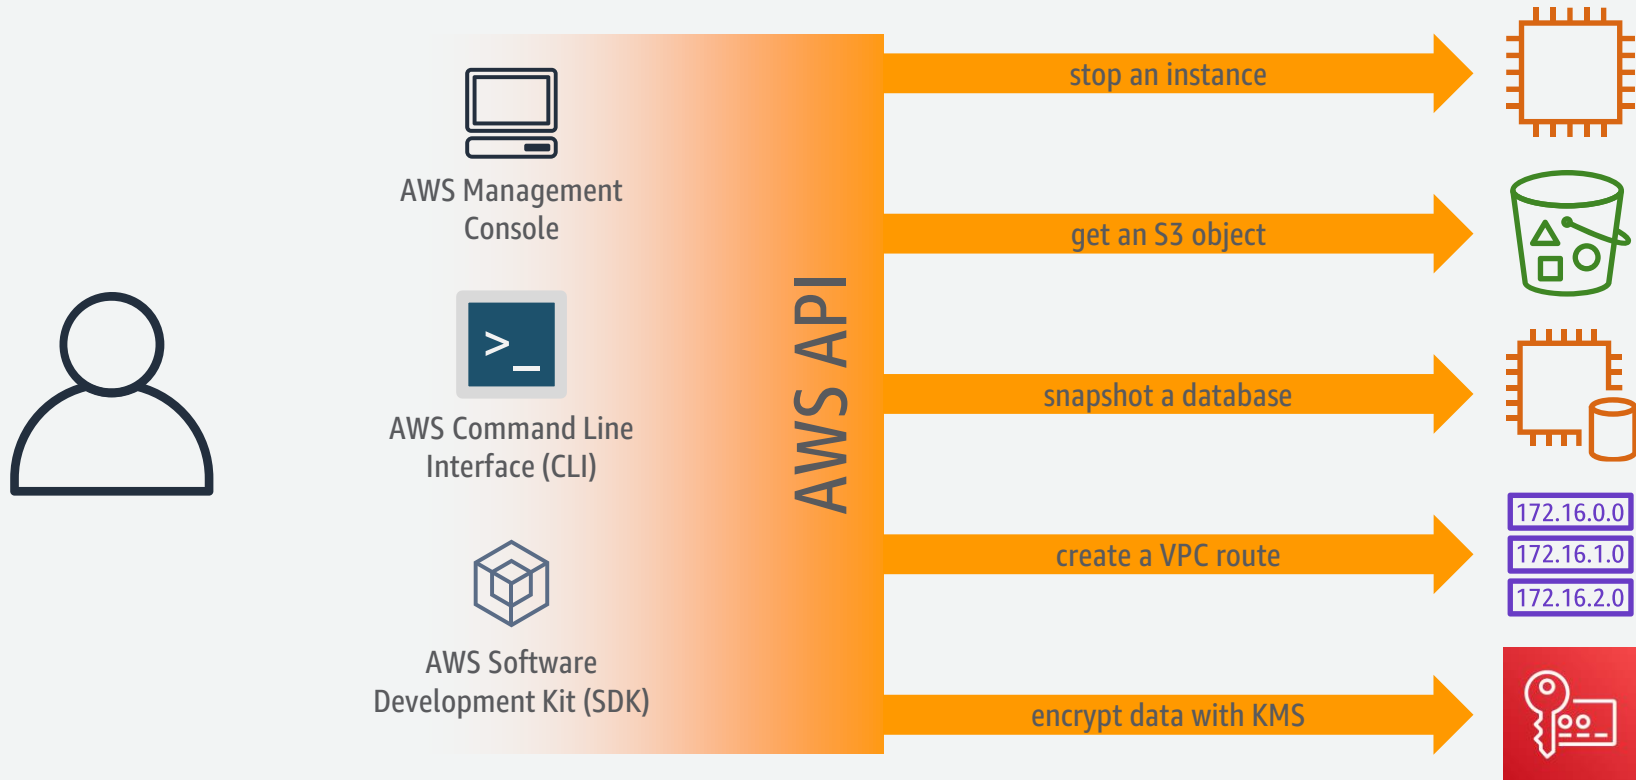 AWS Management
Console
>_
AWS Command Line
Interface (CLI)
AWS Software
Development Kit (SDK)
AWS API
stop an instance
get an S3 object
snapshot a database
create a VPC route
encrypt data with KMS
172.16.0.0
172.16.1.0
172.16.2.0